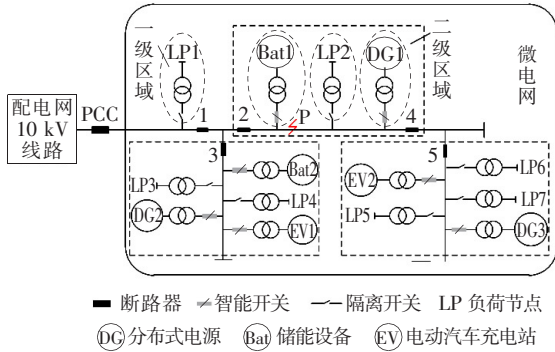 一级区域
LP1
Bat1
LP2
DG1
二级区域
微电网
配电网
10 kV
线路
PCC
1
2
P
4
3
5
LP3
Bat2
LP4
DG2
EV1
EV2
LP6
LP7
LP5
DG3
断路器 智能开关 隔离开关 LP 负荷节点
DG 分布式电源 Bat 储能设备 EV 电动汽车充电站